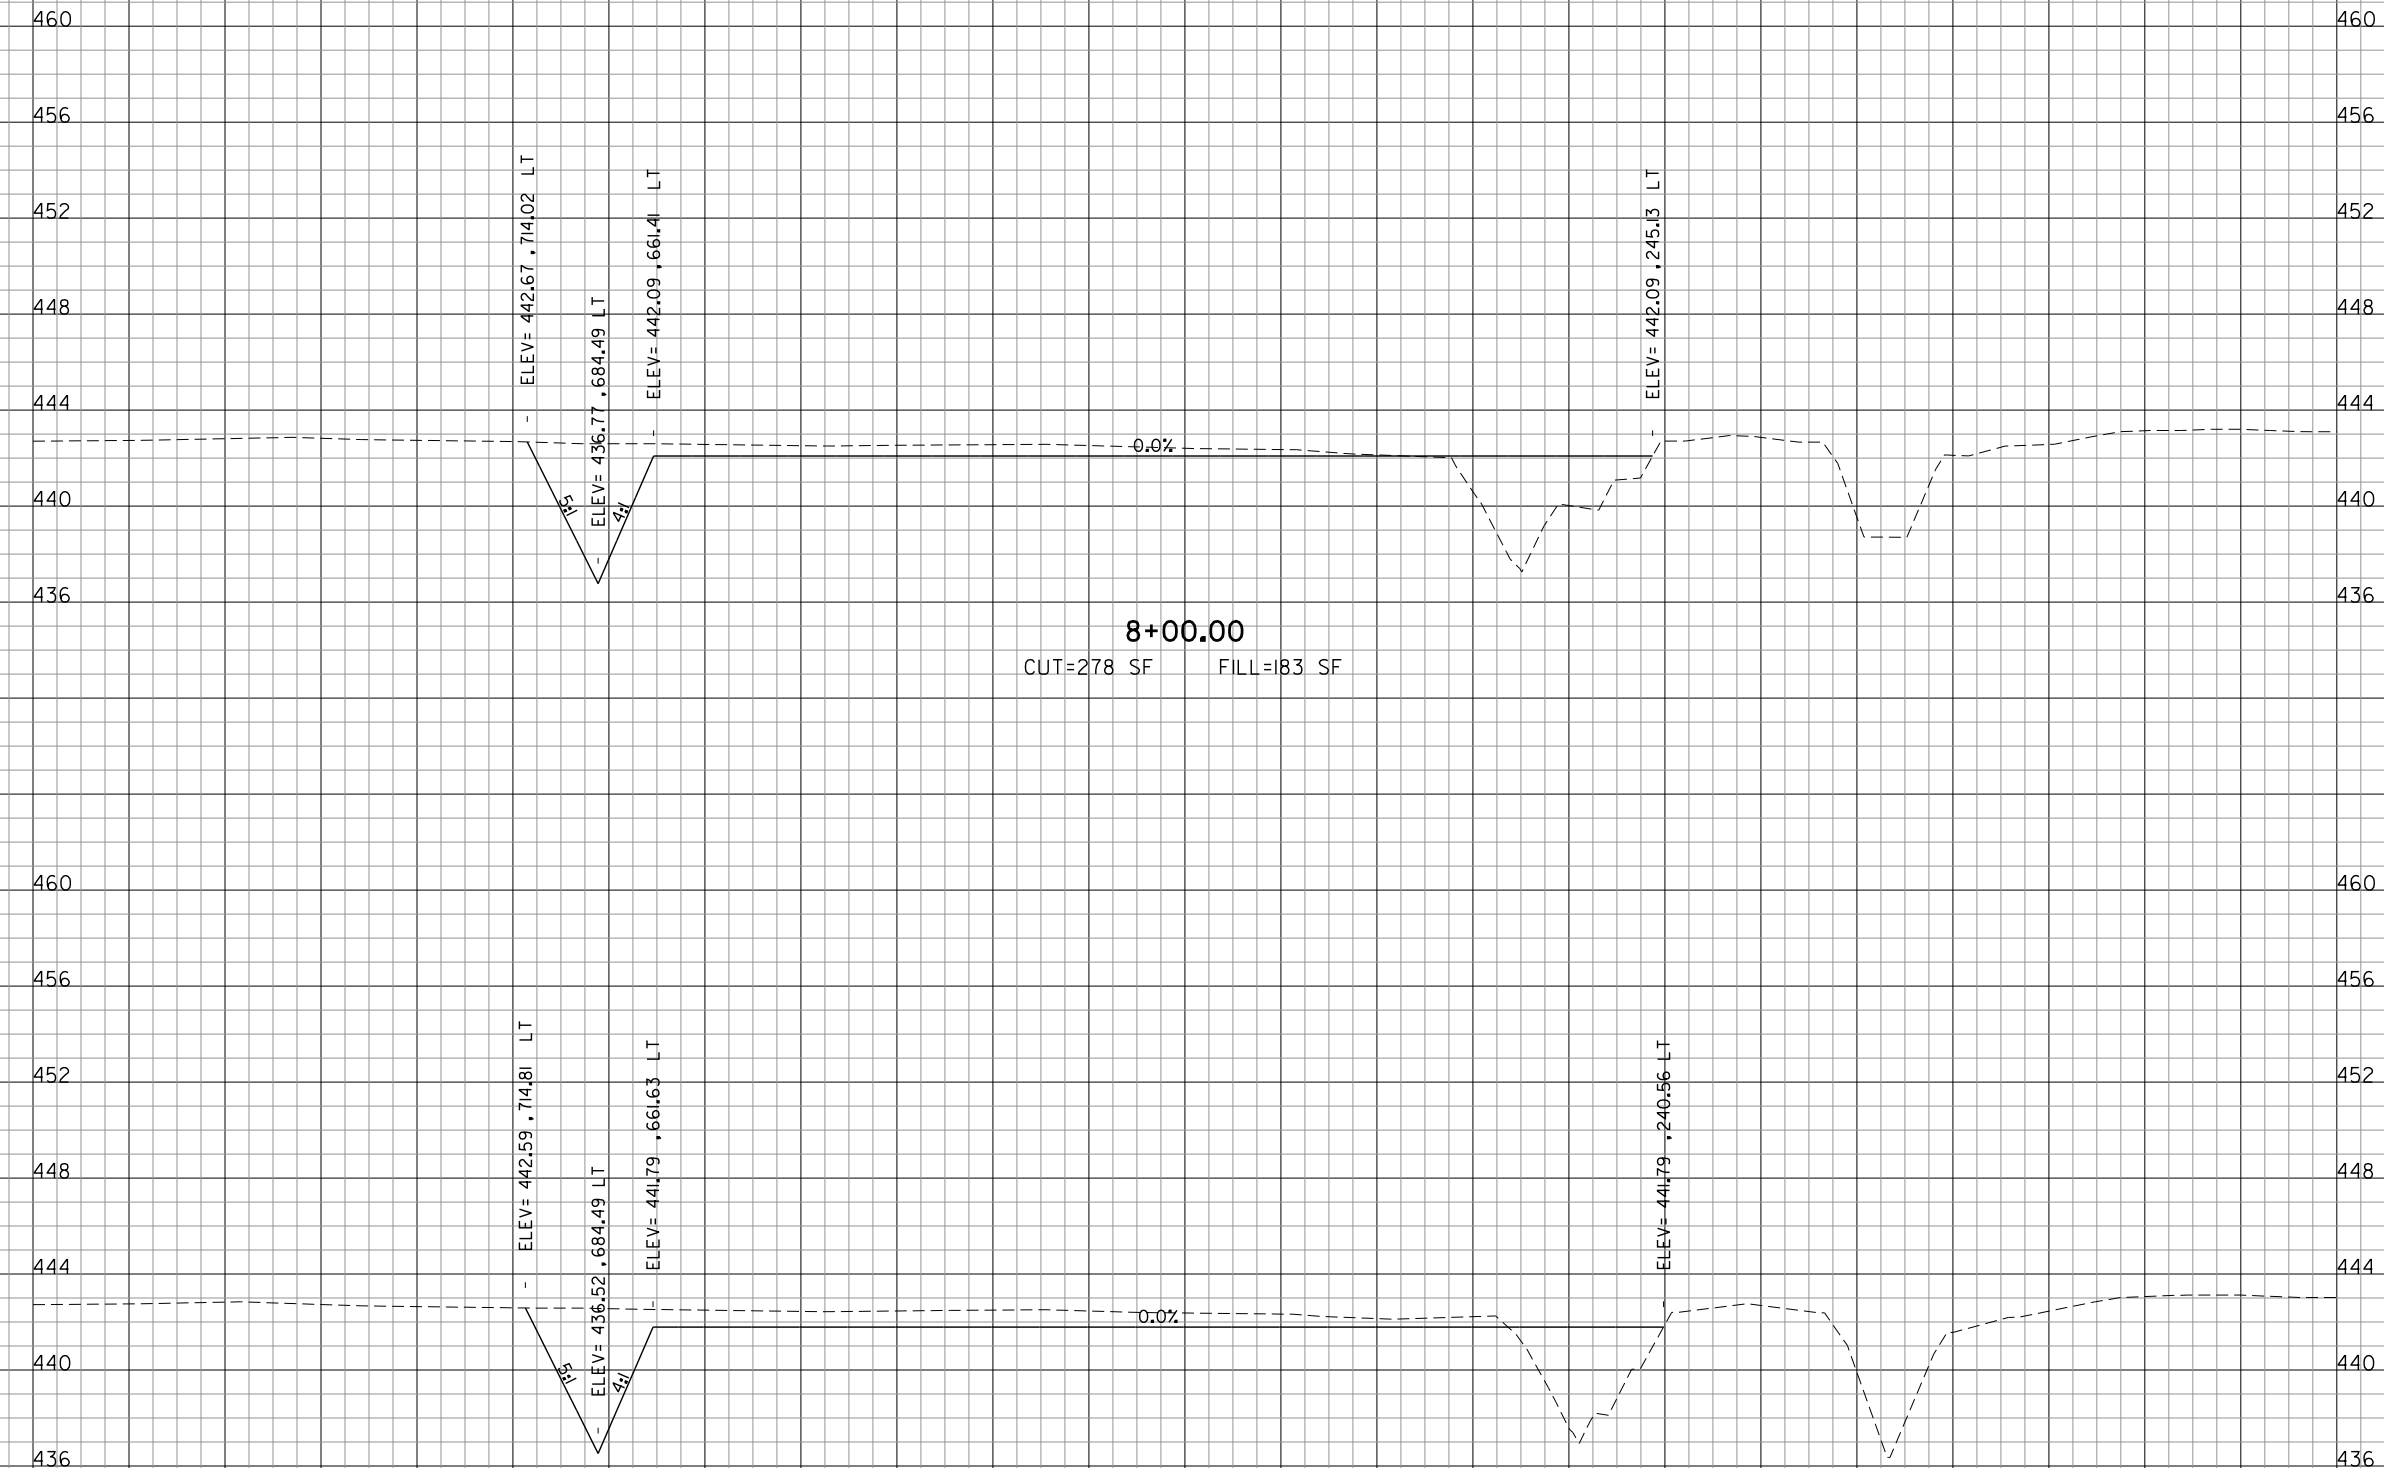 460 460
456 456
452 452
448 448
444 444
440 440
436 436
ELEV= 442.67 ,714.02 LT
ELEV= 436.77 ,684.49 LT
ELEV= 442.09 ,661.41 LT
ELEV= 442.09 ,245.13 LT
0.0%
5:1
4:1
8+00.00
CUT=278 SF FILL=183 SF
460 460
456 456
452 452
448 448
444 444
440 440
436 436
ELEV= 442.59 ,714.81 LT
ELEV= 436.52 ,684.49 LT
ELEV= 441.79 ,661.63 LT
ELEV= 441.79 ,240.56 LT
0.0%
5:1
4:1